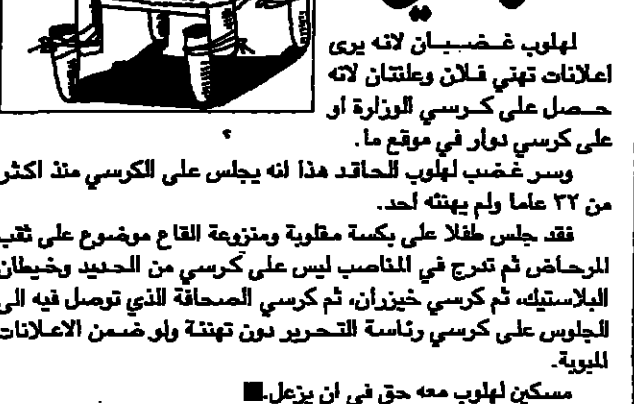 لهلوب غضبان لانه يرى
اعلانات تهني فلان وعلنتان لانه
حصل على كرسي الوزارة او
على كرسي دوار في موقع ما.
؟
وسر غضب لهلوب الحاقد هذا انه يجلس على الكرسي منذ اكثر
من ٢٢ عاما ولم يهنئه احد.
فقد جلس طفلا على بكسة مقلوبة ومنزوعة القاع موضوع على ثقب
المرحاض ثم تدرج في المناصب ليس على كرسي من الحديد وخيطان
البلاستيك، ثم كرسي خيزران، ثم كرسي الصحافة الذي توصل فيه الى
الجلوس على كرسي رئاسة التحرير دون تهنئة ولو ضمن الاعلانات
المبوبة.
مسكين لهلوب معه حق في ان يزعل.